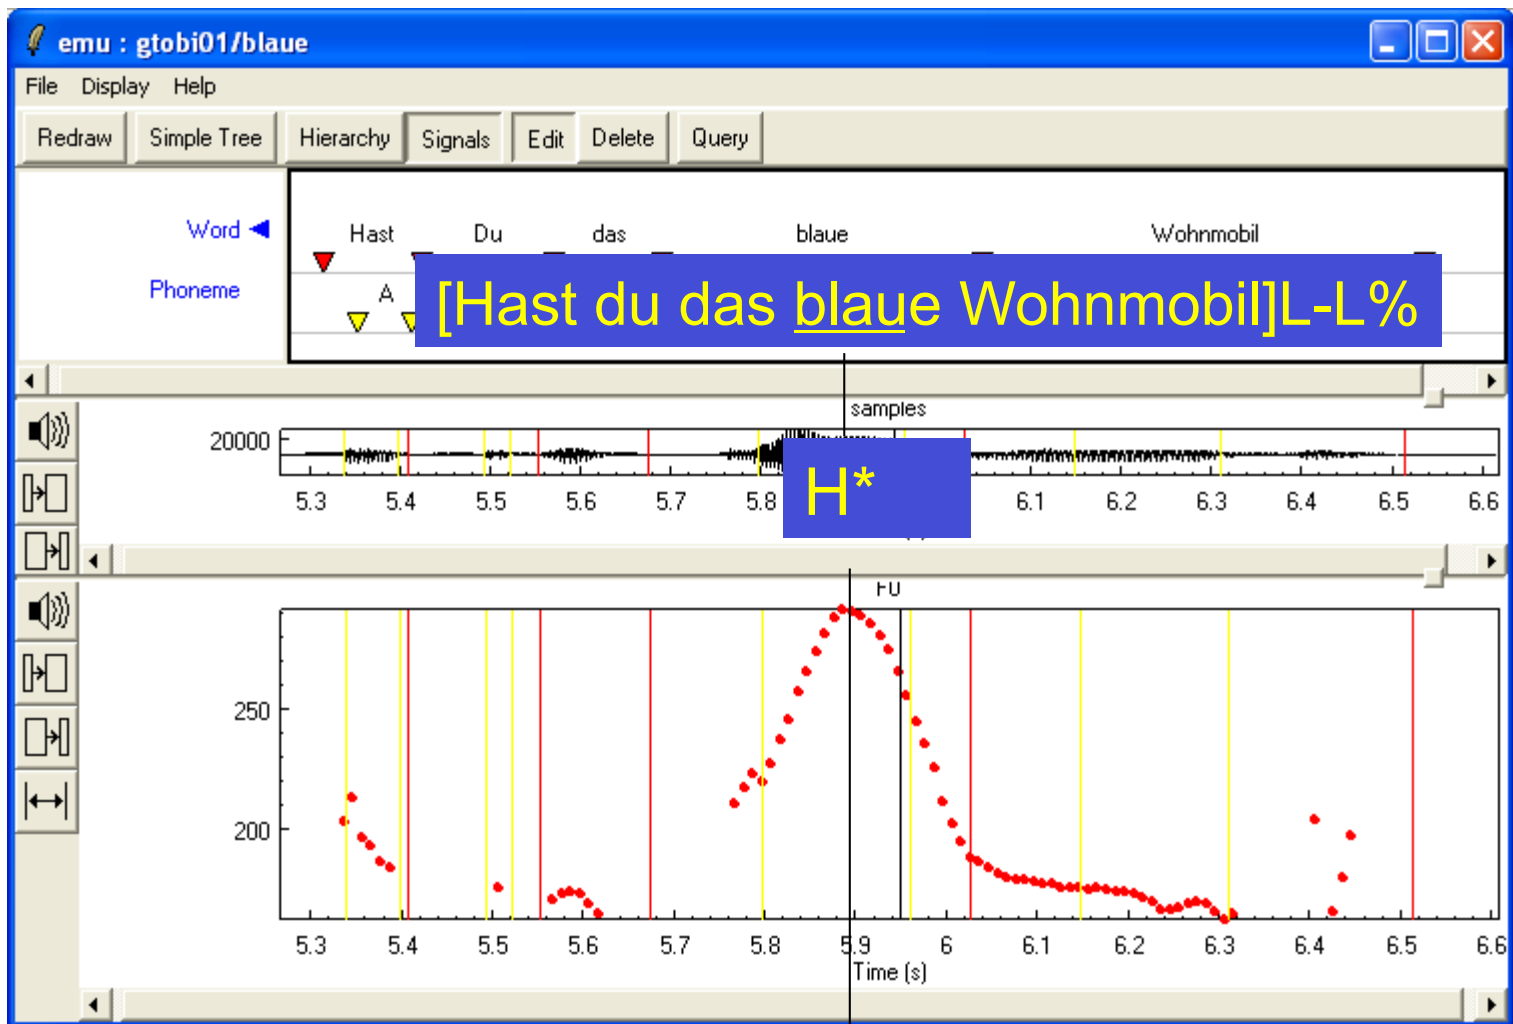 emu : gtobi01/blaue
File Display Help
Redraw Simple Tree Hierarchy Signals Edit Delete Query
Word Hast Du das blaue Wohnmobil
Phoneme A
[Hast du das blaue Wohnmobil]L-L%
samples
20000
H*
5.3 5.4 5.5 5.6 5.7 5.8 6.1 6.2 6.3 6.4 6.5 6.6
F0
250
200
5.3 5.4 5.5 5.6 5.7 5.8 5.9 6 6.1 6.2 6.3 6.4 6.5 6.6
Time (s)